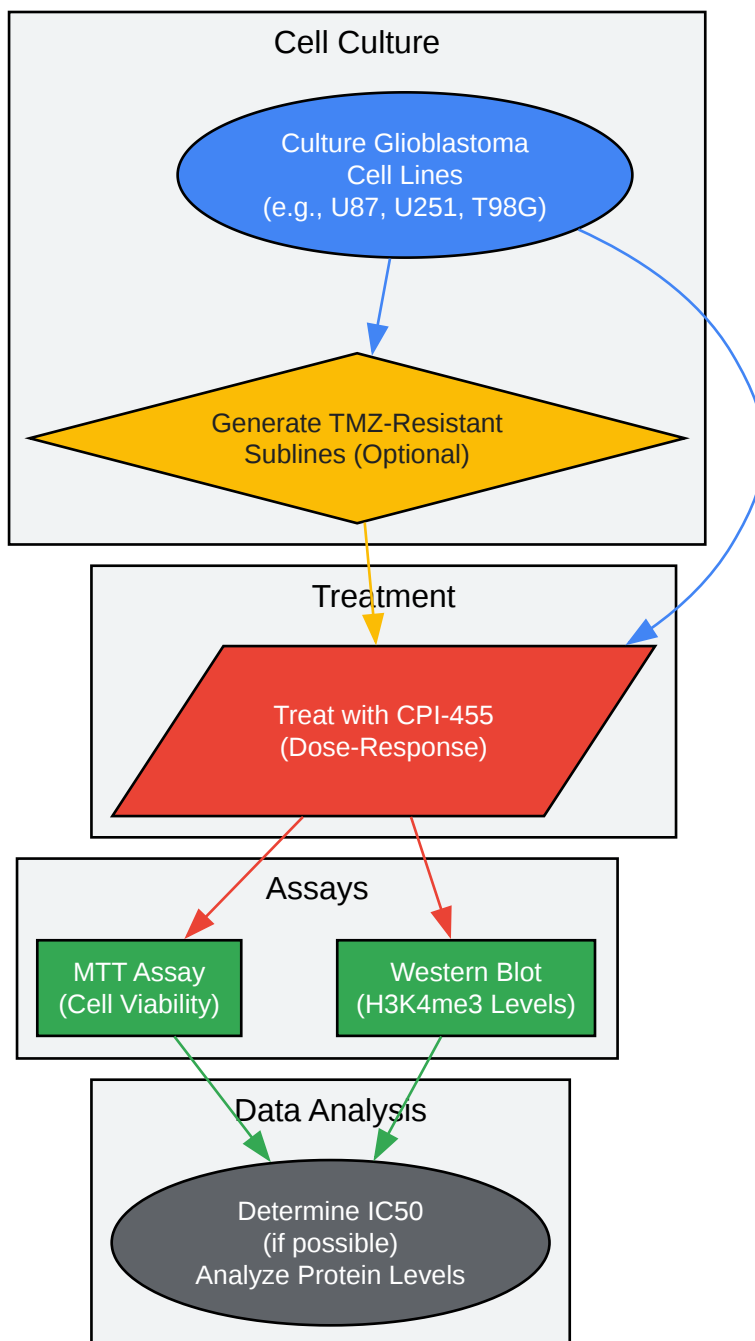 Cell Culture
Culture Glioblastoma
Cell Lines
(e.g., U87, U251, T98G)
Generate TMZ-Resistant
Sublines (Optional)
Treatment
Treat with CPI-455
(Dose-Response)
Assays
MTT Assay
(Cell Viability)
Western Blot
(H3K4me3 Levels)
Data Analysis
Determine IC50
(if possible)
Analyze Protein Levels